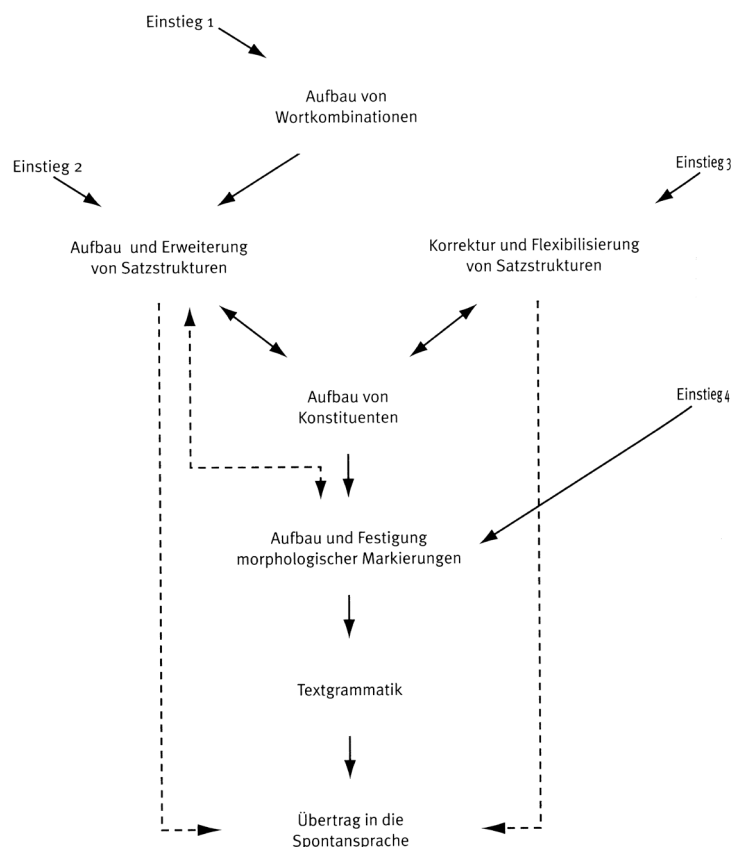 Einstieg 1
Aufbau von
Wortkombinationen
Einstieg 2
Einstieg 3
Aufbau und Erweiterung
von Satzstrukturen
Korrektur und Flexibilisierung
von Satzstrukturen
Aufbau von
Konstituenten
Einstieg 4
Aufbau und Festigung
morphologischer Markierungen
Textgrammatik
Übertrag in die
Spontansprache